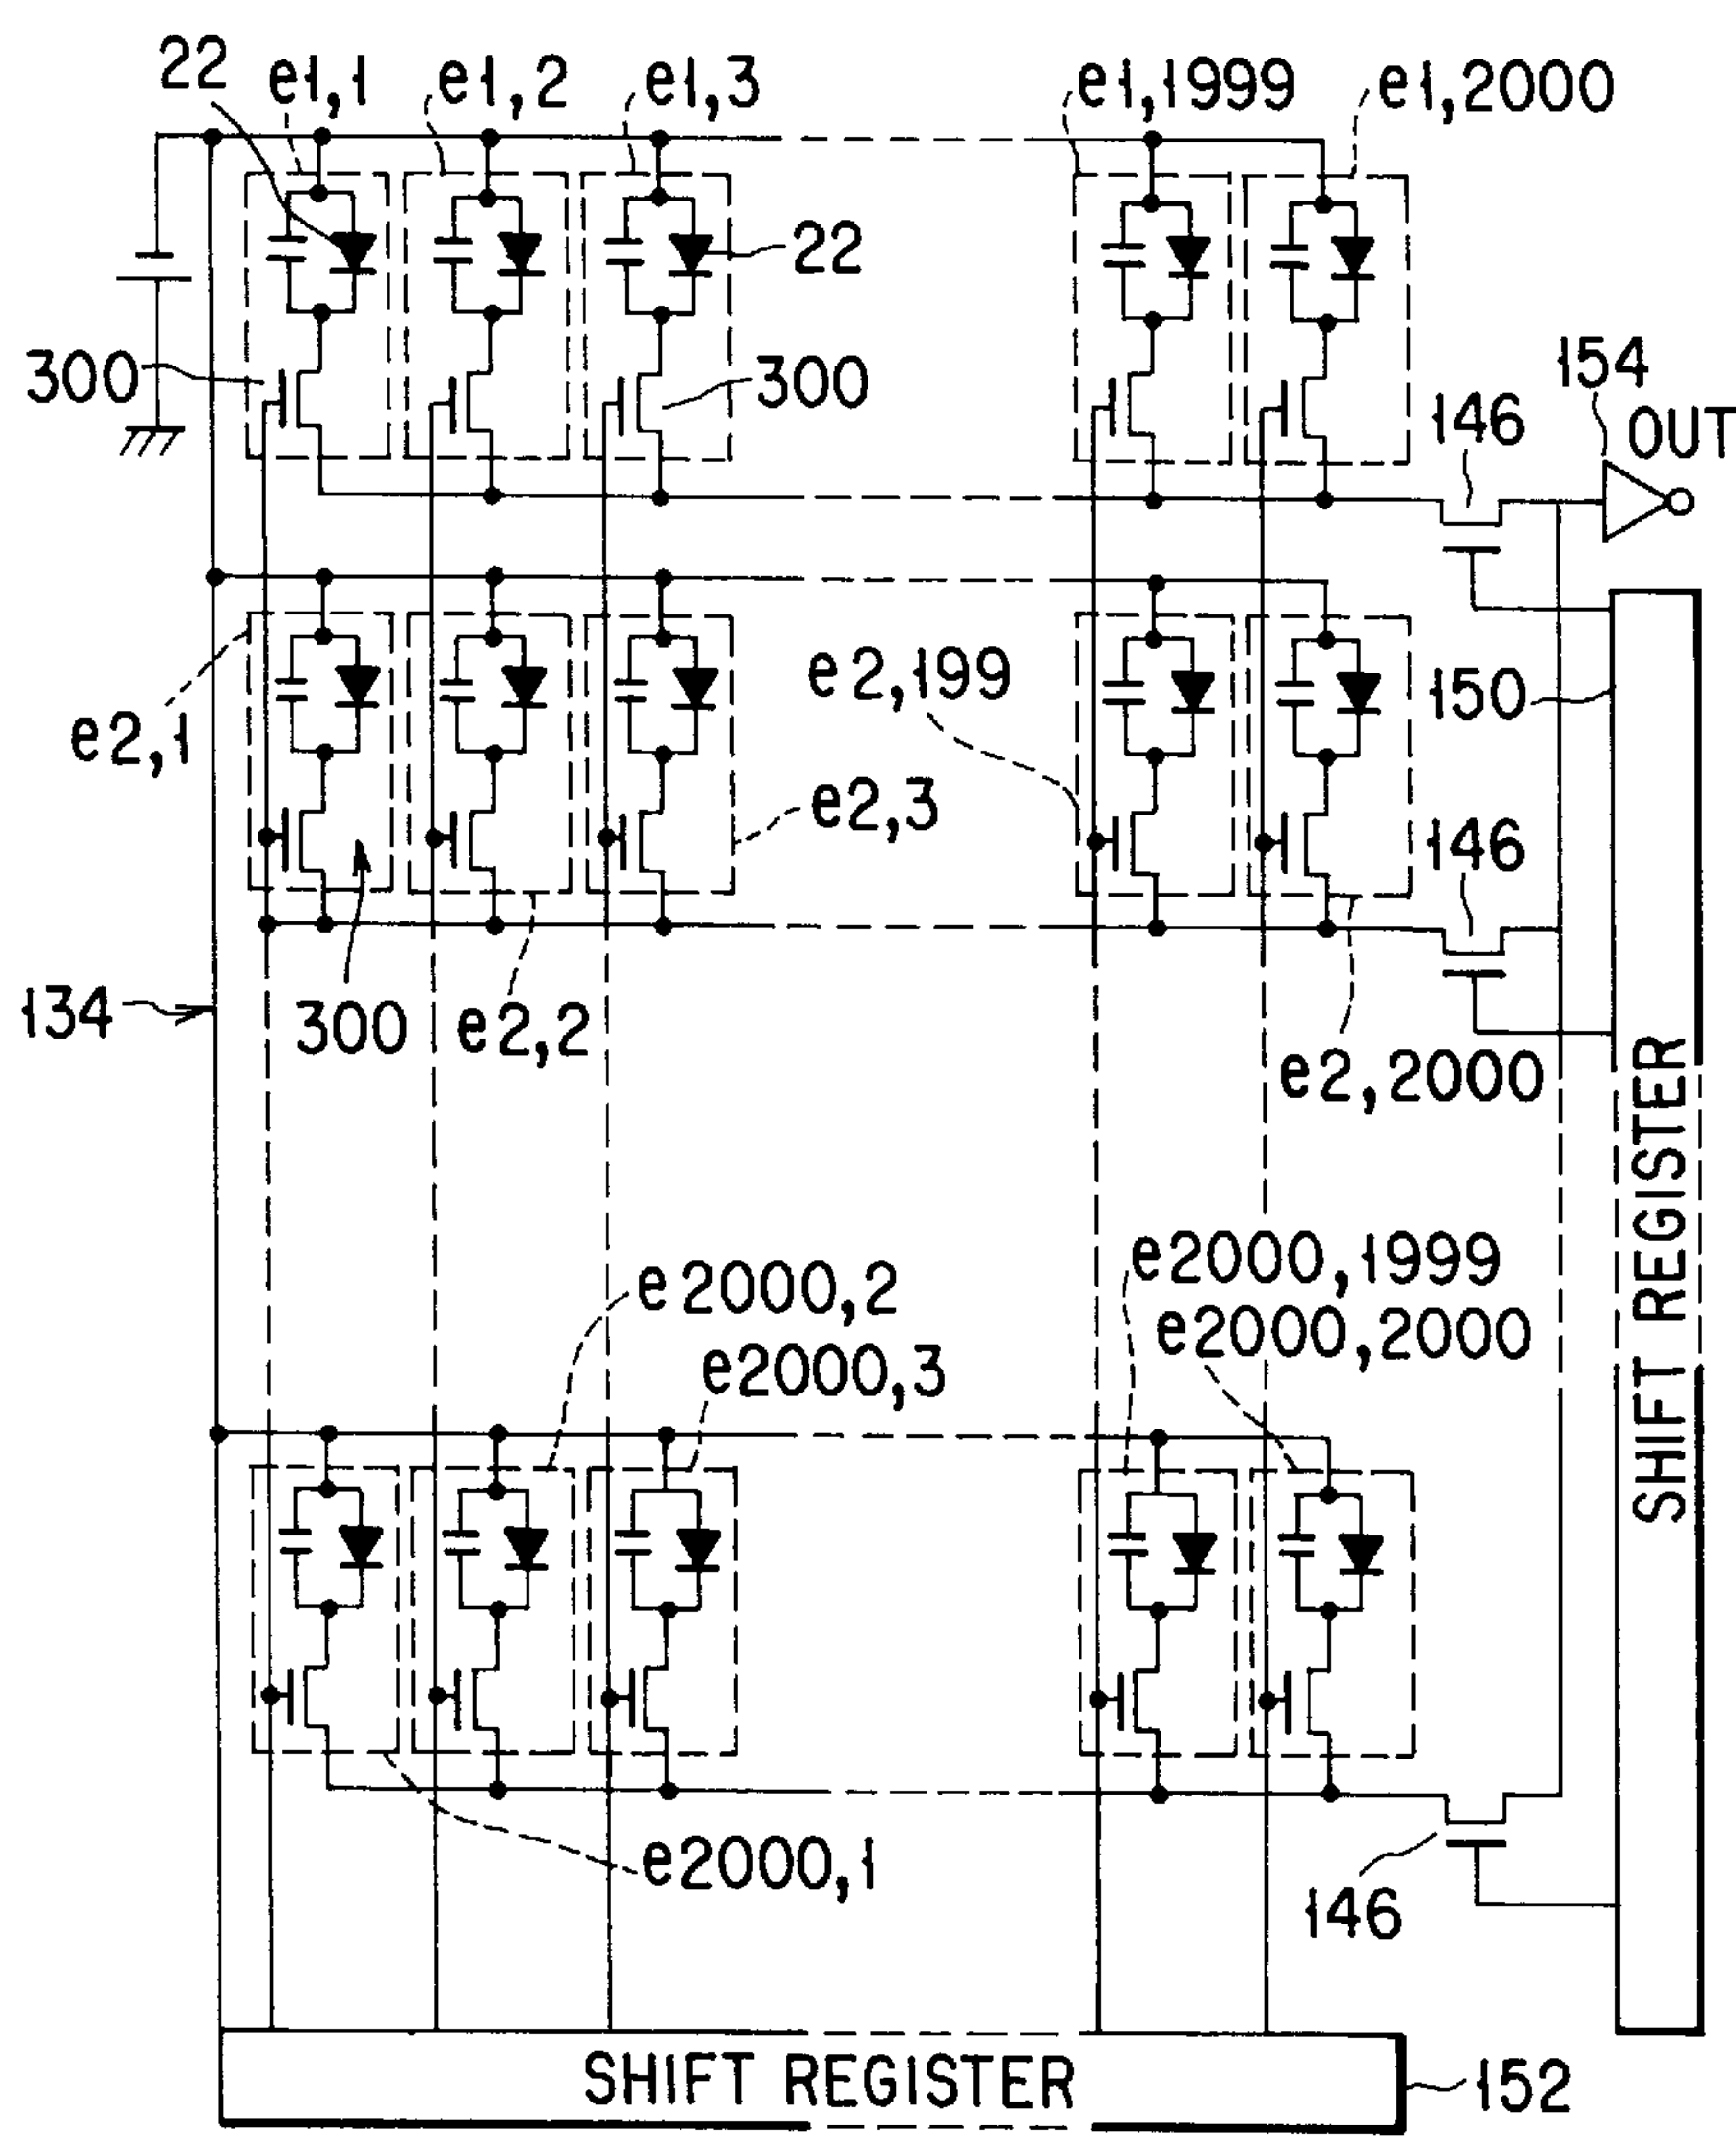 22
e1,1
e1,2
e1,3
e1,1999
e1,2000
22
300
300
154
146
OUT
e2,1
e2,199
150
e2,3
146
134
300
e2,2
e2,2000
SHIFT REGISTER
e2000,2
e2000,3
e2000,1999
e2000,2000
e2000,1
146
SHIFT REGISTER
152